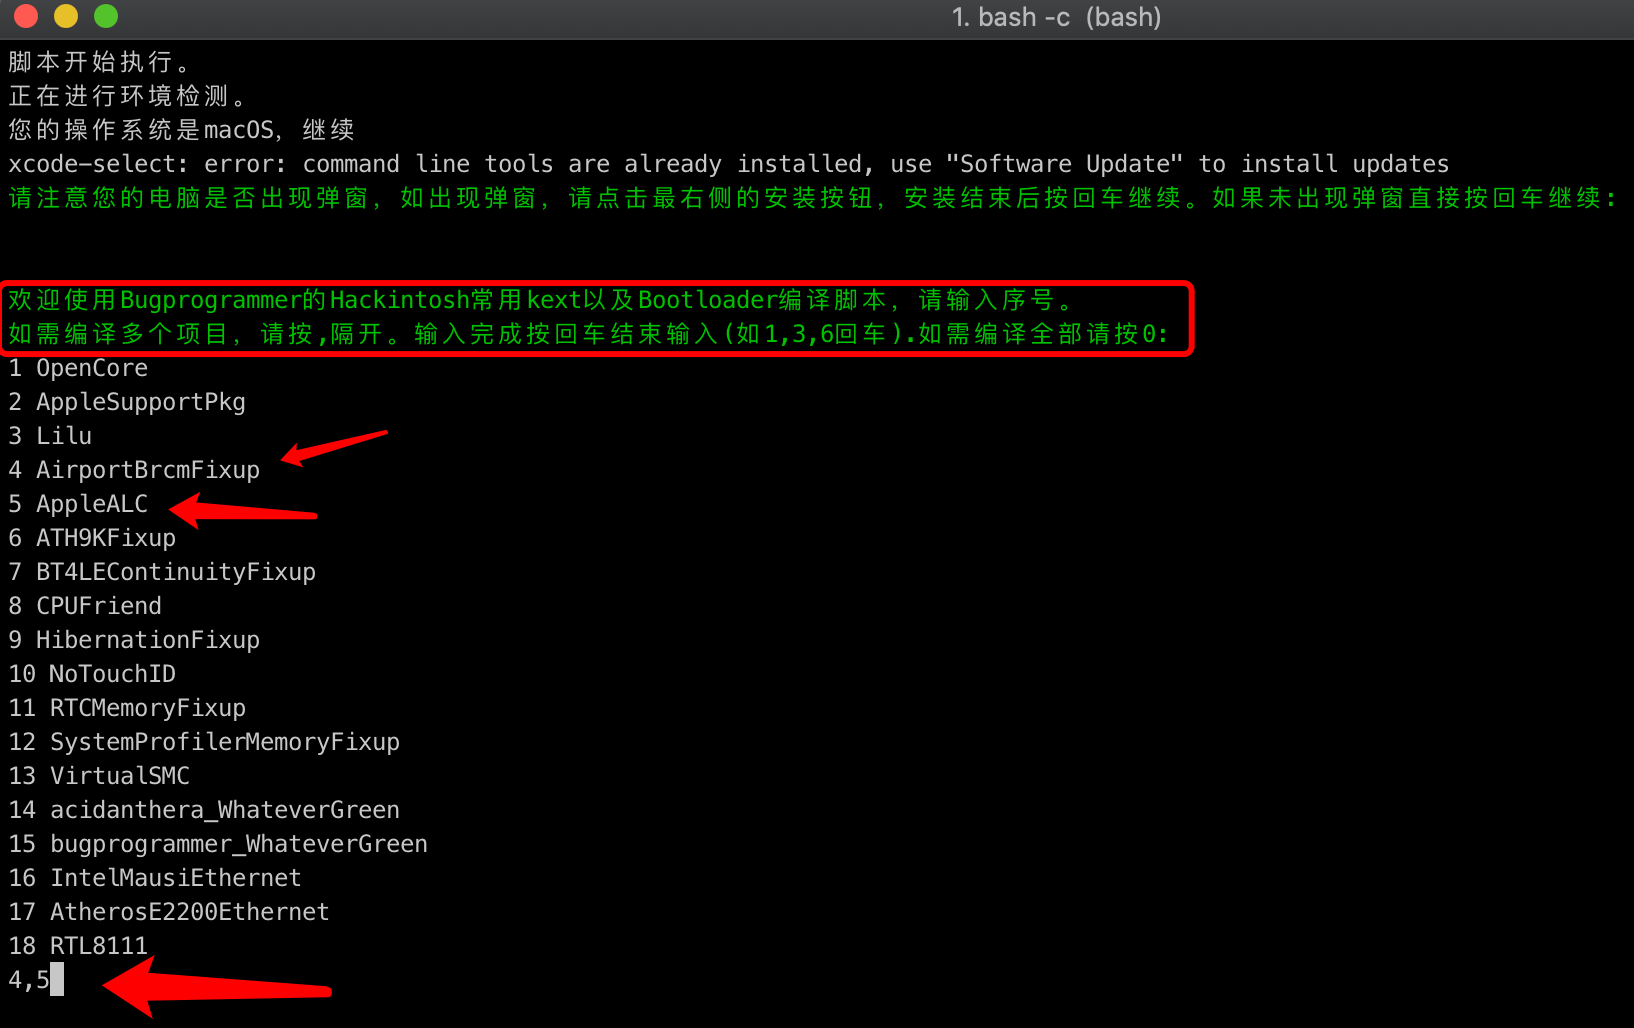 1. bash -c  (bash)
脚本开始执行。
正在进行环境检测。
您的操作系统是macOS，继续
xcode-select: error: command line tools are already installed, use "Software Update" to install updates
请注意您的电脑是否出现弹窗，如出现弹窗，请点击最右侧的安装按钮，安装结束后按回车继续。如果未出现弹窗直接按回车继续：
欢迎使用Bugprogrammer的Hackintosh常用kext以及Bootloader编译脚本，请输入序号。
如需编译多个项目，请按,隔开。输入完成按回车结束输入(如1,3,6回车).如需编译全部请按0:
1 OpenCore
2 AppleSupportPkg
3 Lilu
4 AirportBrcmFixup
5 AppleALC
6 ATH9KFixup
7 BT4LEContinuityFixup
8 CPUFriend
9 HibernationFixup
10 NoTouchID
11 RTCMemoryFixup
12 SystemProfilerMemoryFixup
13 VirtualSMC
14 acidanthera_WhateverGreen
15 bugprogrammer_WhateverGreen
16 IntelMausiEthernet
17 AtherosE2200Ethernet
18 RTL8111
4,5